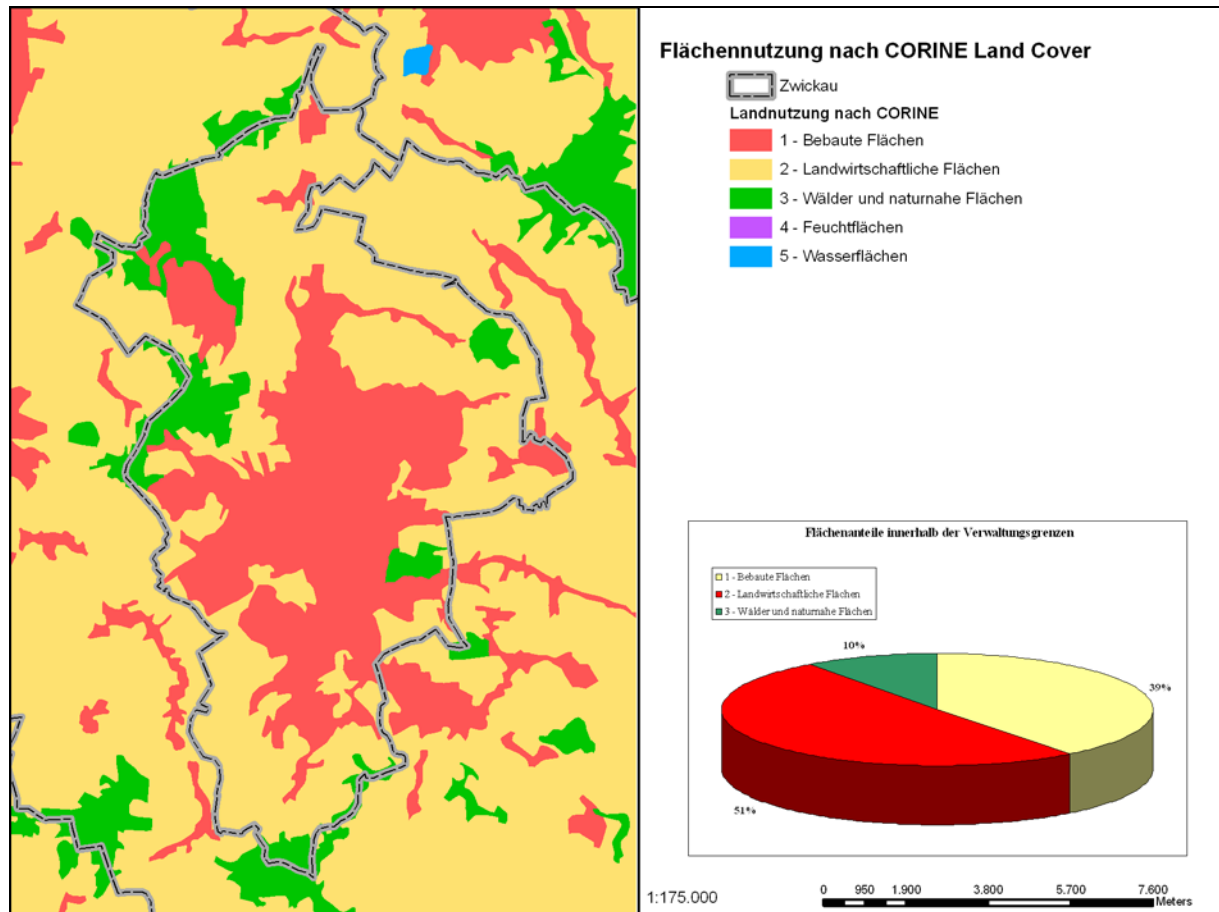 Flächennutzung nach CORINE Land Cover
Zwickau
Landnutzung nach CORINE
1 - Bebaute Flächen
2 - Landwirtschaftliche Flächen
3 - Wälder und naturnahe Flächen
4 - Feuchtflächen
5 - Wasserflächen
Flächenanteile innerhalb der Verwaltungsgrenzen
1 - Bebaute Flächen
2 - Landwirtschaftliche Flächen
3 - Wälder und naturnahe Flächen
10%
39%
51%
1:175.000
0 950 1.900 3.800 5.700 7.600
Meters